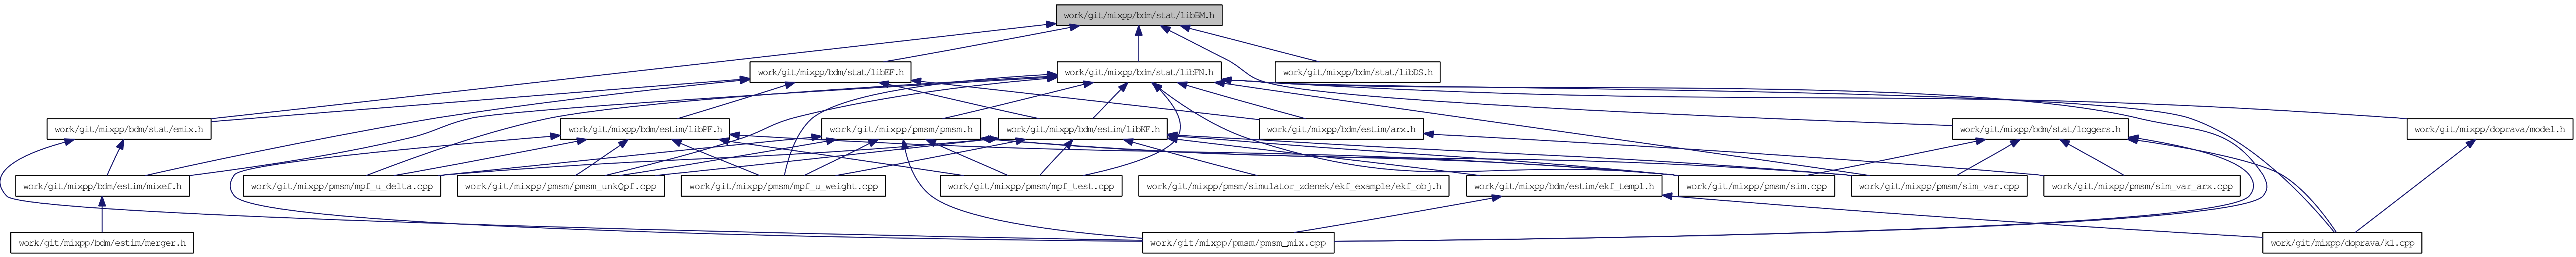 work/git/mixpp/bdm/stat/libBM.h
work/git/mixpp/bdm/stat/libEF.h
work/git/mixpp/bdm/stat/libFN.h
work/git/mixpp/bdm/stat/libDS.h
work/git/mixpp/bdm/stat/emix.h
work/git/mixpp/bdm/estim/libPF.h
work/git/mixpp/pmsm/pmsm.h
work/git/mixpp/bdm/estim/libKF.h
work/git/mixpp/bdm/estim/arx.h
work/git/mixpp/bdm/stat/loggers.h
work/git/mixpp/doprava/model.h
work/git/mixpp/bdm/estim/mixef.h
work/git/mixpp/pmsm/mpf_u_delta.cpp
work/git/mixpp/pmsm/pmsm_unkQpf.cpp
work/git/mixpp/pmsm/mpf_u_weight.cpp
work/git/mixpp/pmsm/mpf_test.cpp
work/git/mixpp/pmsm/simulator_zdenek/ekf_example/ekf_obj.h
work/git/mixpp/bdm/estim/ekf_templ.h
work/git/mixpp/pmsm/sim.cpp
work/git/mixpp/pmsm/sim_var.cpp
work/git/mixpp/pmsm/sim_var_arx.cpp
work/git/mixpp/bdm/estim/merger.h
work/git/mixpp/pmsm/pmsm_mix.cpp
work/git/mixpp/doprava/k1.cpp